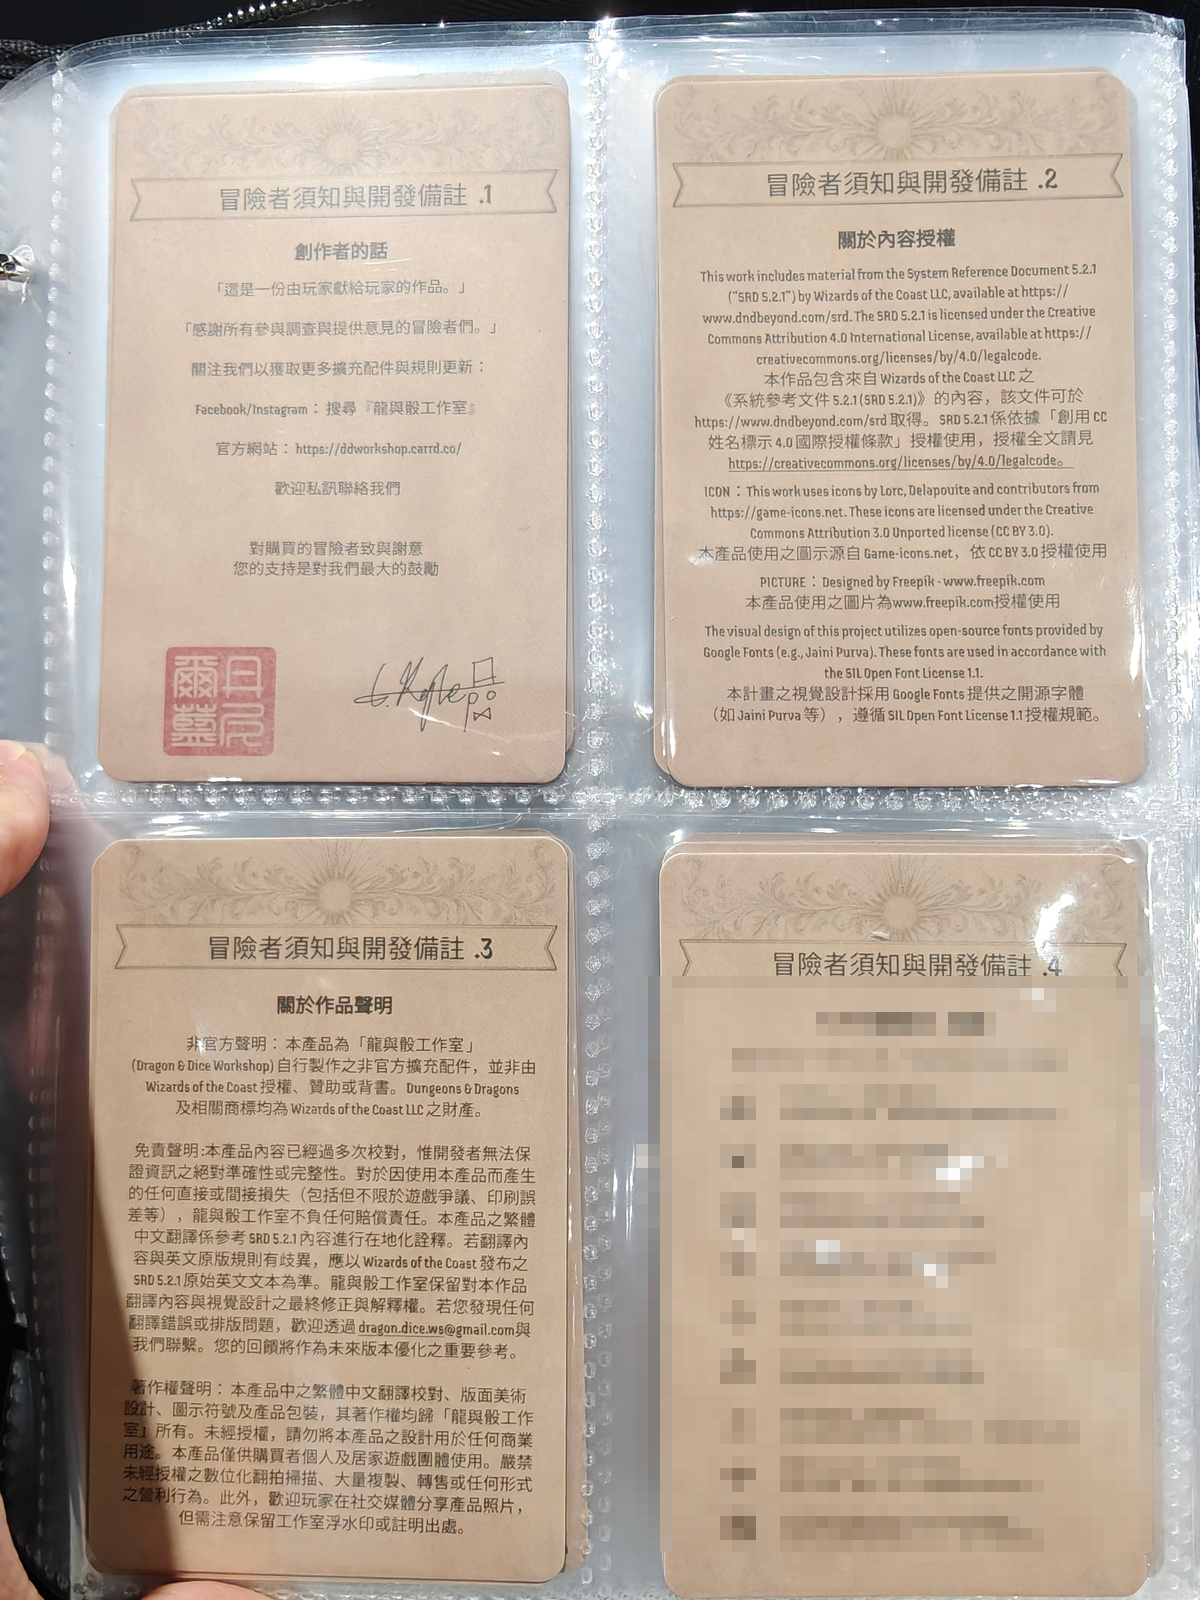 冒險者須知與開發備註 .1
創作者的話
「這是一份由玩家獻給玩家的作品。」
「感謝所有參與調查與提供意見的冒險者們。」
關注我們以獲取更多擴充配件與規則更新：
Facebook/Instagram：搜尋『龍與骰工作室』
官方網站：https://ddworkshop.carrd.co/
歡迎私訊聯絡我們
對購買的冒險者致與謝意
您的支持是對我們最大的鼓勵
冒險者須知與開發備註 .2
關於內容授權
This work includes material from the System Reference Document 5.2.1
("SRD 5.2.1") by Wizards of the Coast LLC, available at https://
www.dndbeyond.com/srd. The SRD 5.2.1 is licensed under the Creative
Commons Attribution 4.0 International License, available at https://
creativecommons.org/licenses/by/4.0/legalcode.
本作品包含來自 Wizards of the Coast LLC 之
《系統參考文件 5.2.1 (SRD 5.2.1)》的內容，該文件可於
https://www.dndbeyond.com/srd 取得。SRD 5.2.1 係依據「創用 CC
姓名標示 4.0 國際授權條款」授權使用，授權全文請見
https://creativecommons.org/licenses/by/4.0/legalcode。
ICON：This work uses icons by Lorc, Delapouite and contributors from
https://game-icons.net. These icons are licensed under the Creative
Commons Attribution 3.0 Unported license (CC BY 3.0).
本產品使用之圖示源自 Game-icons.net，依 CC BY 3.0 授權使用
PICTURE：Designed by Freepik - www.freepik.com
本產品使用之圖片為www.freepik.com授權使用
The visual design of this project utilizes open-source fonts provided by
Google Fonts (e.g., Jaini Purva). These fonts are used in accordance with
the SIL Open Font License 1.1.
本計畫之視覺設計採用 Google Fonts 提供之開源字體
（如 Jaini Purva 等），遵循 SIL Open Font License 1.1 授權規範。
冒險者須知與開發備註 .3
關於作品聲明
非官方聲明：本產品為「龍與骰工作室」
(Dragon & Dice Workshop) 自行製作之非官方擴充配件，並非由
Wizards of the Coast 授權、贊助或背書。Dungeons & Dragons
及相關商標均為 Wizards of the Coast LLC 之財產。
免責聲明:本產品內容已經過多次校對，惟開發者無法保
證資訊之絕對準確性或完整性。對於因使用本產品而產生
的任何直接或間接損失（包括但不限於遊戲爭議、印刷誤
差等），龍與骰工作室不負任何賠償責任。本產品之繁體
中文翻譯係參考 SRD 5.2.1 內容進行在地化詮釋。若翻譯內
容與英文原版規則有歧異，應以 Wizards of the Coast 發布之
SRD 5.2.1 原始英文文本為準。龍與骰工作室保留對本作品
翻譯內容與視覺設計之最終修正與解釋權。若您發現任何
翻譯錯誤或排版問題，歡迎透過 dragon.dice.ws@gmail.com與
我們聯繫。您的回饋將作為未來版本優化之重要參考。
著作權聲明：本產品中之繁體中文翻譯校對、版面美術
設計、圖示符號及產品包裝，其著作權均歸「龍與骰工作
室」所有。未經授權，請勿將本產品之設計用於任何商業
用途。本產品僅供購買者個人及居家遊戲團體使用。嚴禁
未經授權之數位化翻拍掃描、大量複製、轉售或任何形式
之營利行為。此外，歡迎玩家在社交媒體分享產品照片，
但需注意保留工作室浮水印或註明出處。
冒險者須知與開發備註 .4